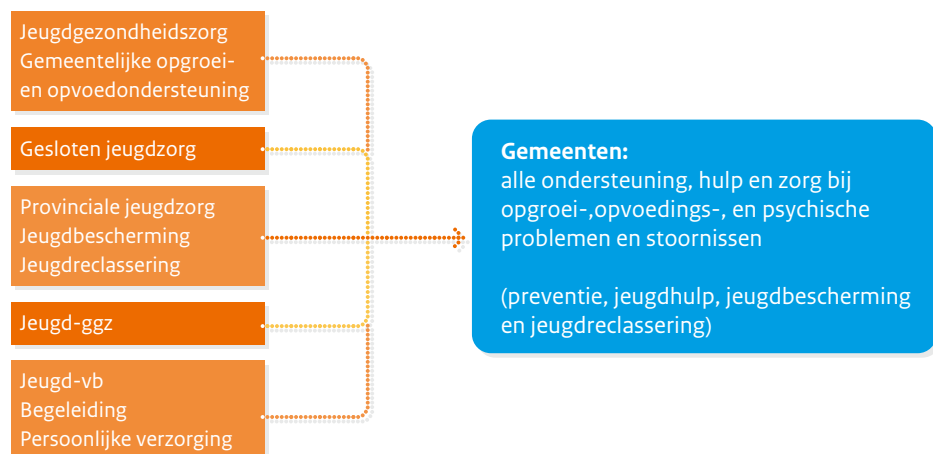 Jeugdgezondheidszorg
Gemeentelijke opgroei-
en opvoedondersteuning
Gesloten jeugdzorg
Provinciale jeugdzorg
Jeugdbescherming
Jeugdreclassering
Jeugd-ggz
Jeugd-vb
Begeleiding
Persoonlijke verzorging
Gemeenten:
alle ondersteuning, hulp en zorg bij
opgroei-,opvoedings-, en psychische
problemen en stoornissen
(preventie, jeugdhulp, jeugdbescherming
en jeugdreclassering)